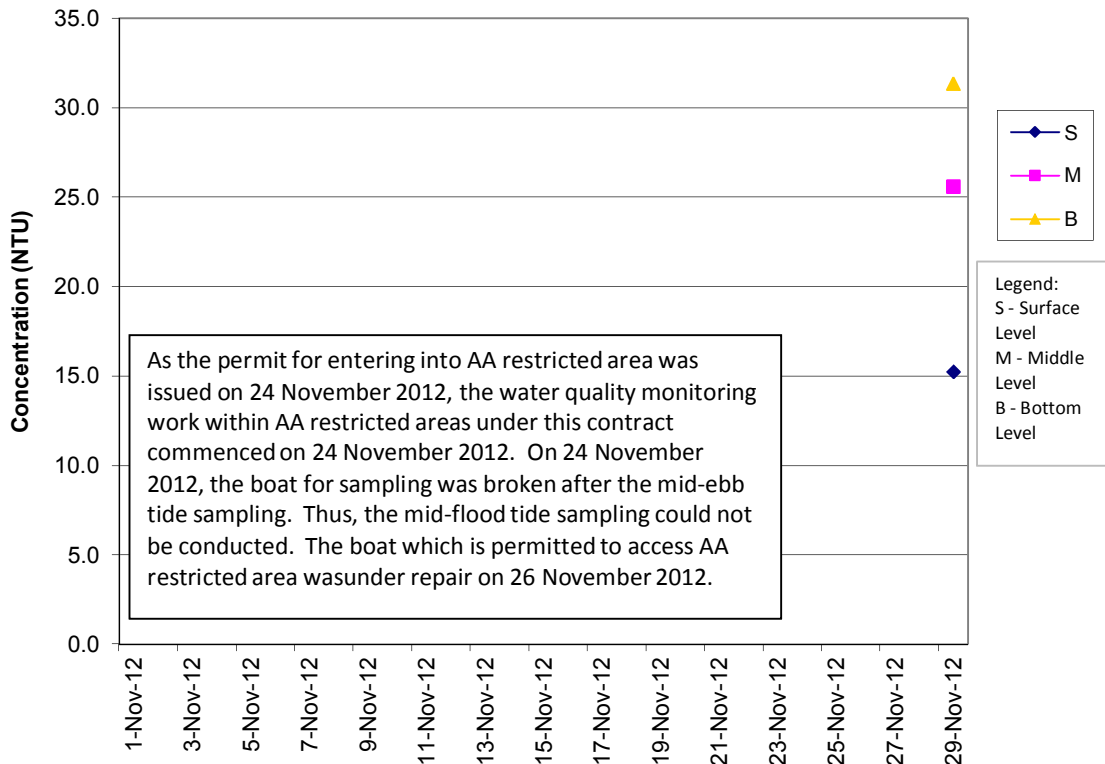 35.0
30.0
25.0
20.0
15.0
10.0
5.0
0.0
Concentration (NTU)
As the permit for entering into AA restricted area was
issued on 24 November 2012, the water quality monitoring
work within AA restricted areas under this contract
commenced on 24 November 2012.  On 24 November
2012, the boat for sampling was broken after the mid-ebb
tide sampling.  Thus, the mid-flood tide sampling could not
be conducted.  The boat which is permitted to access AA
restricted area wasunder repair on 26 November 2012.
1-Nov-12
3-Nov-12
5-Nov-12
7-Nov-12
9-Nov-12
11-Nov-12
13-Nov-12
15-Nov-12
17-Nov-12
19-Nov-12
21-Nov-12
23-Nov-12
25-Nov-12
27-Nov-12
29-Nov-12
S
M
B
Legend:
S - Surface
Level
M - Middle
Level
B - Bottom
Level